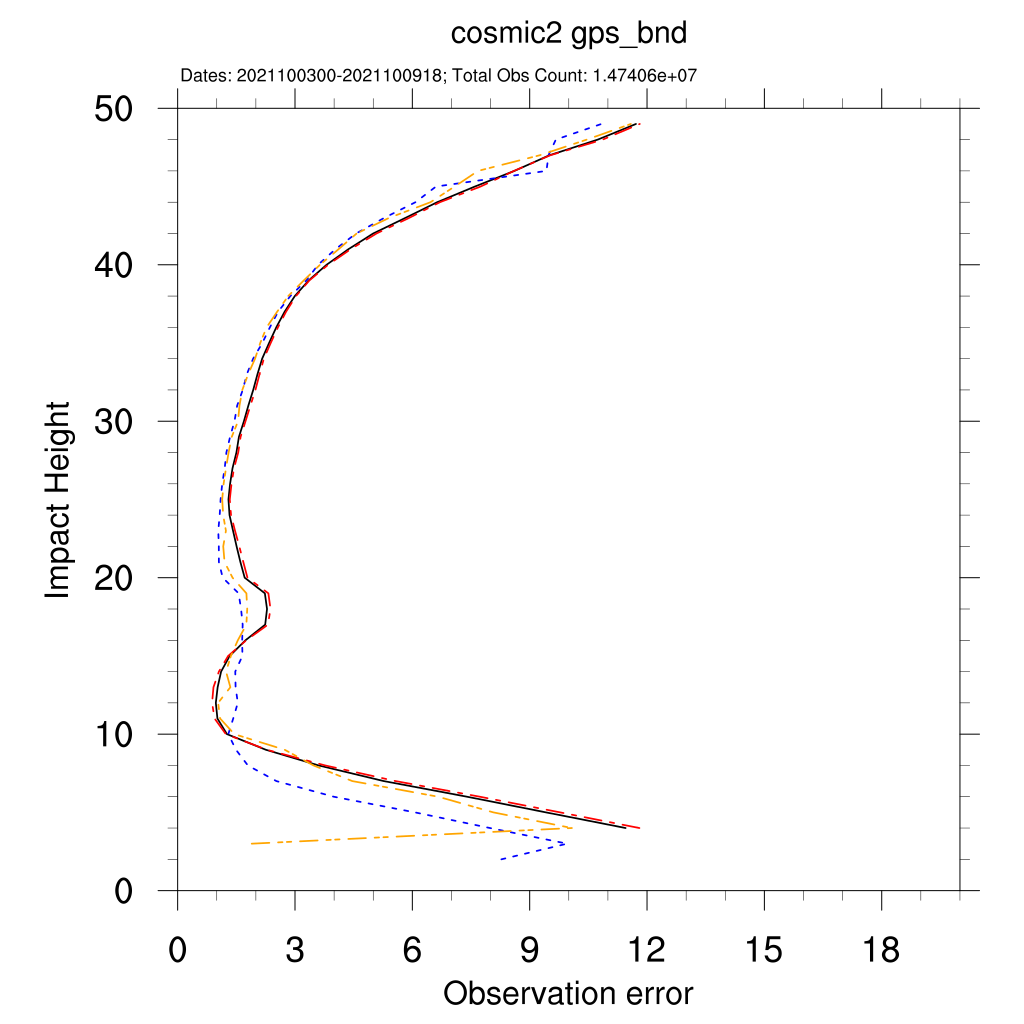 cosmic2 gps_bnd
Dates: 2021100300-2021100918; Total Obs Count: 1.47406e+07
50
40
30
20
10
0
Impact Height
0 3 6 9 12 15 18
Observation error